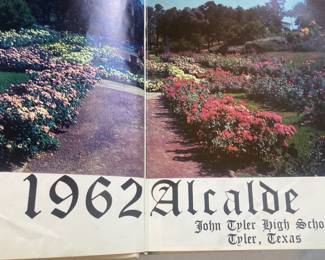 1962 Alcalde
John Tyler High Scho
Tyler, Texas